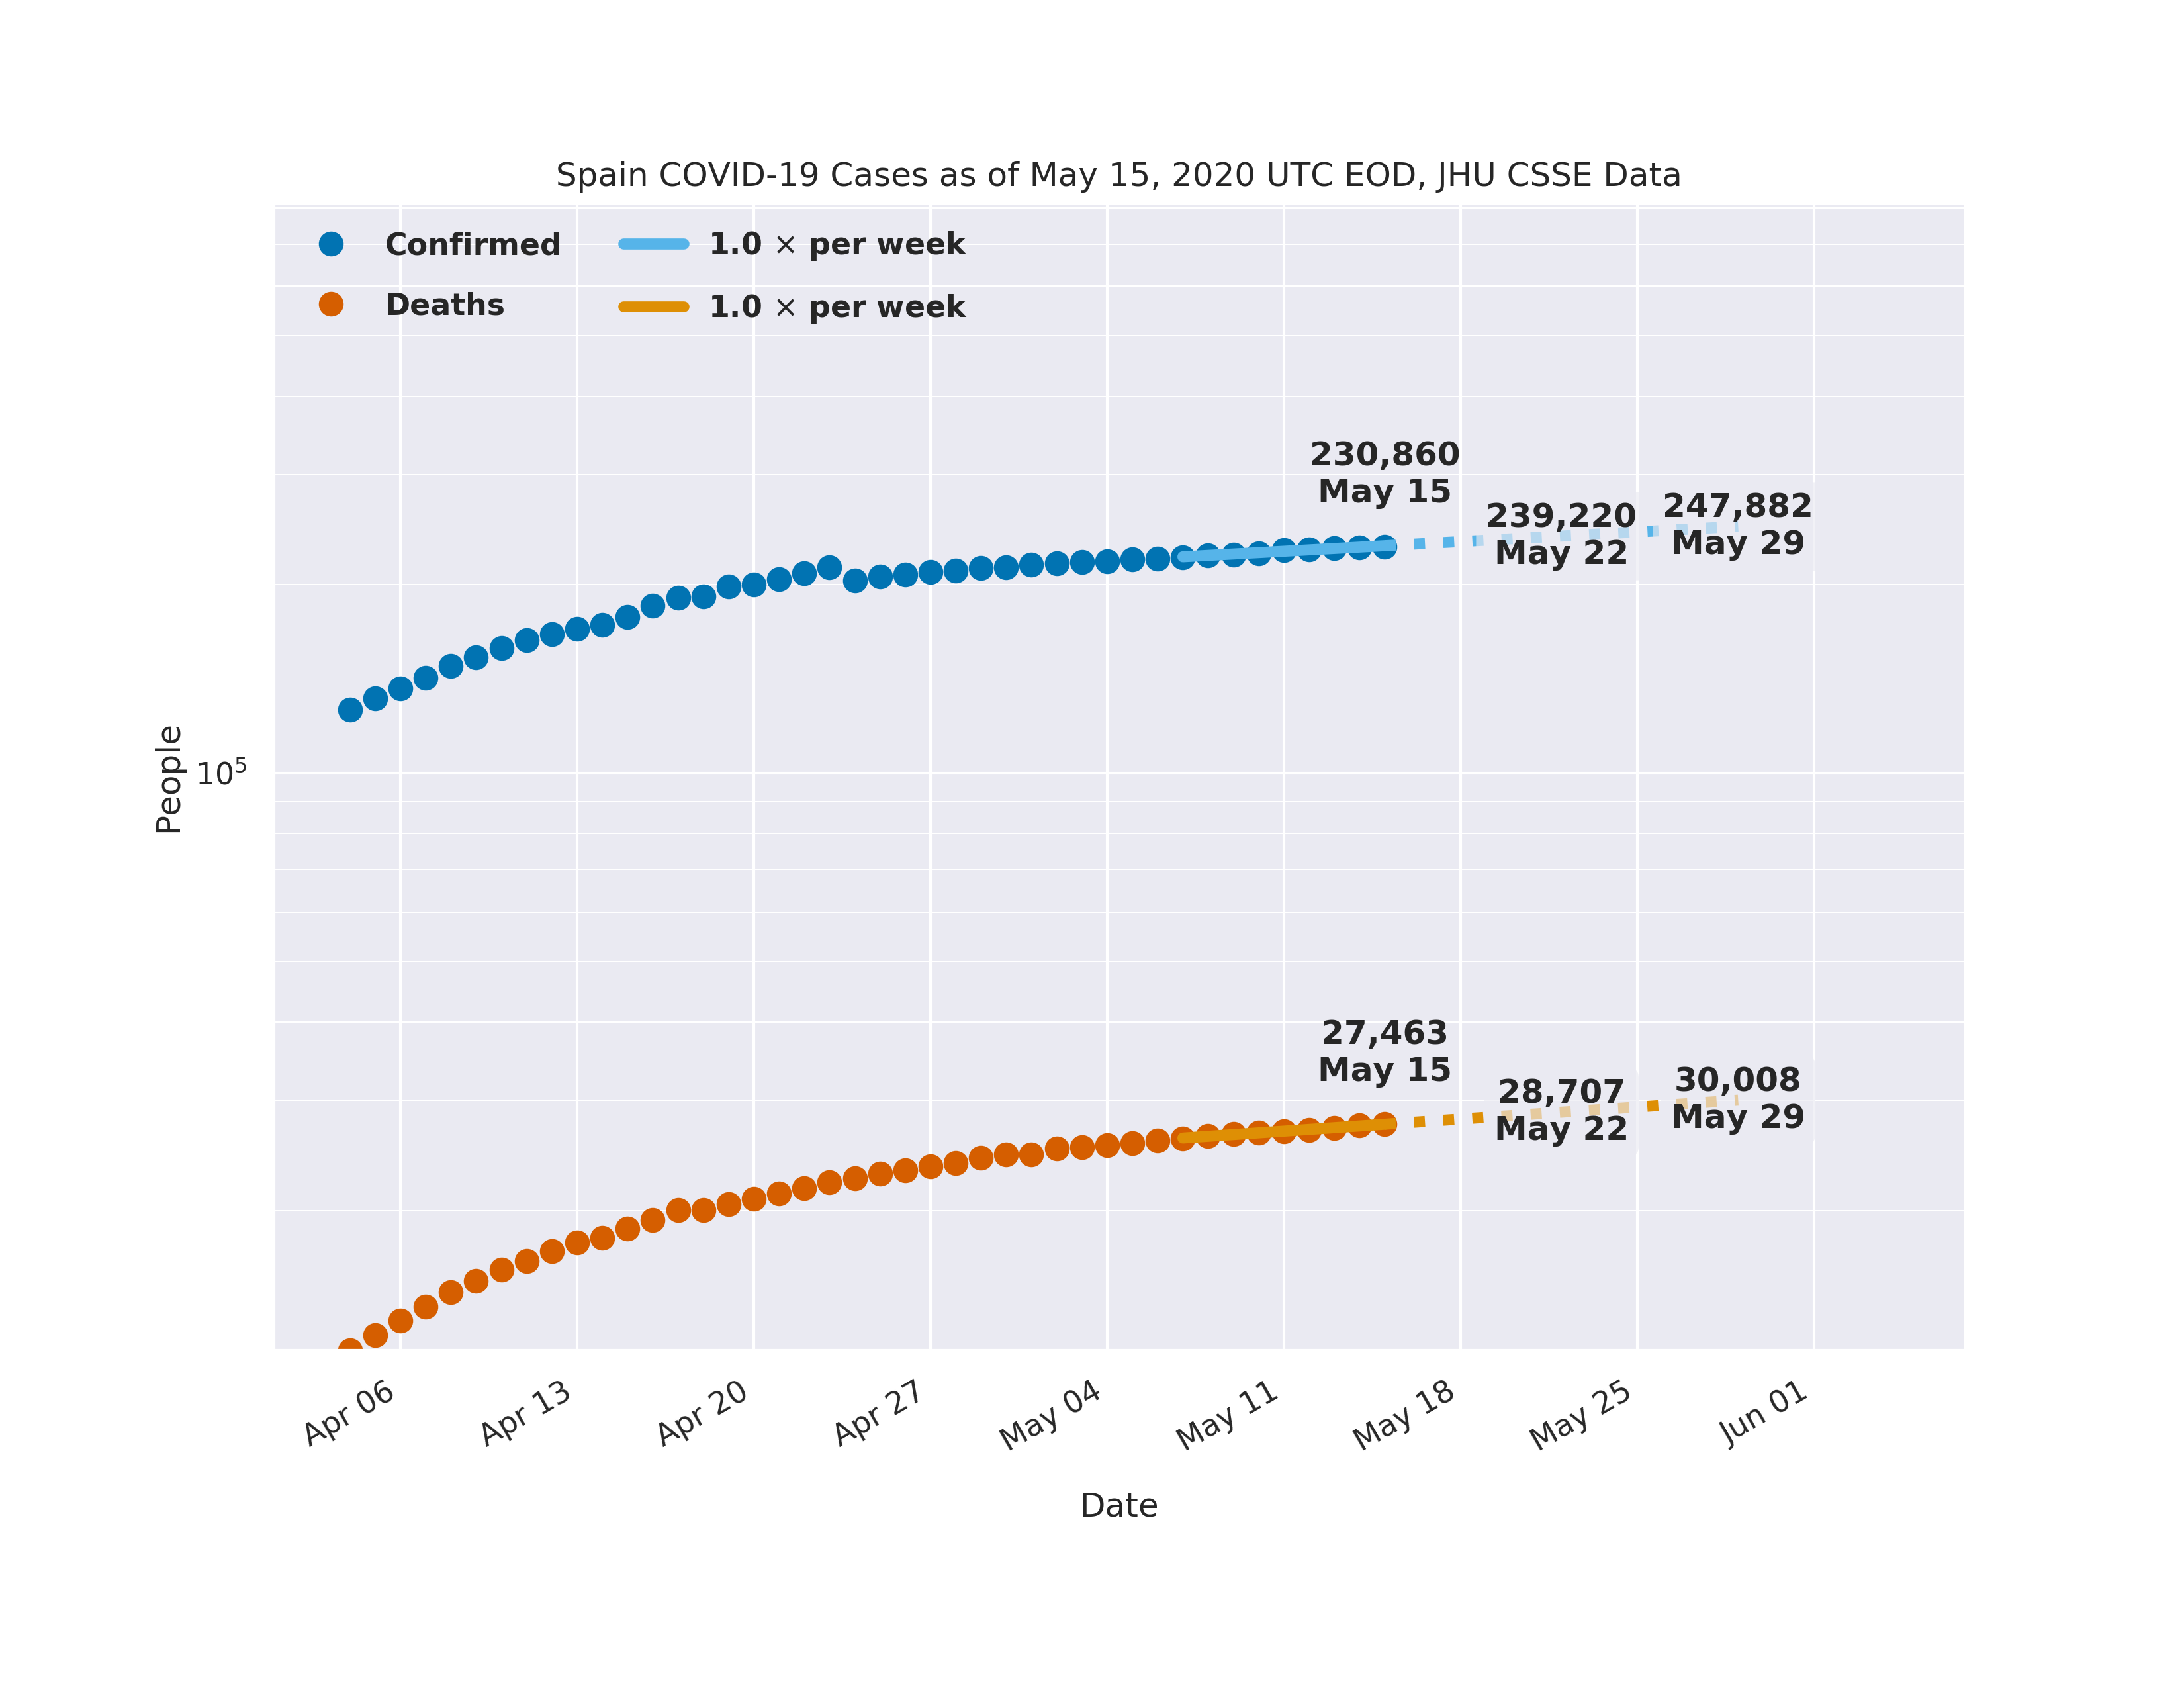 Spain COVID-19 Cases as of May 15, 2020 UTC EOD, JHU CSSE Data
Confirmed
Deaths
1.0 × per week
1.0 × per week
230,860
May 15
239,220
May 22
247,882
May 29
People
10⁵
27,463
May 15
28,707
May 22
30,008
May 29
Apr 06
Apr 13
Apr 20
Apr 27
May 04
May 11
May 18
May 25
Jun 01
Date